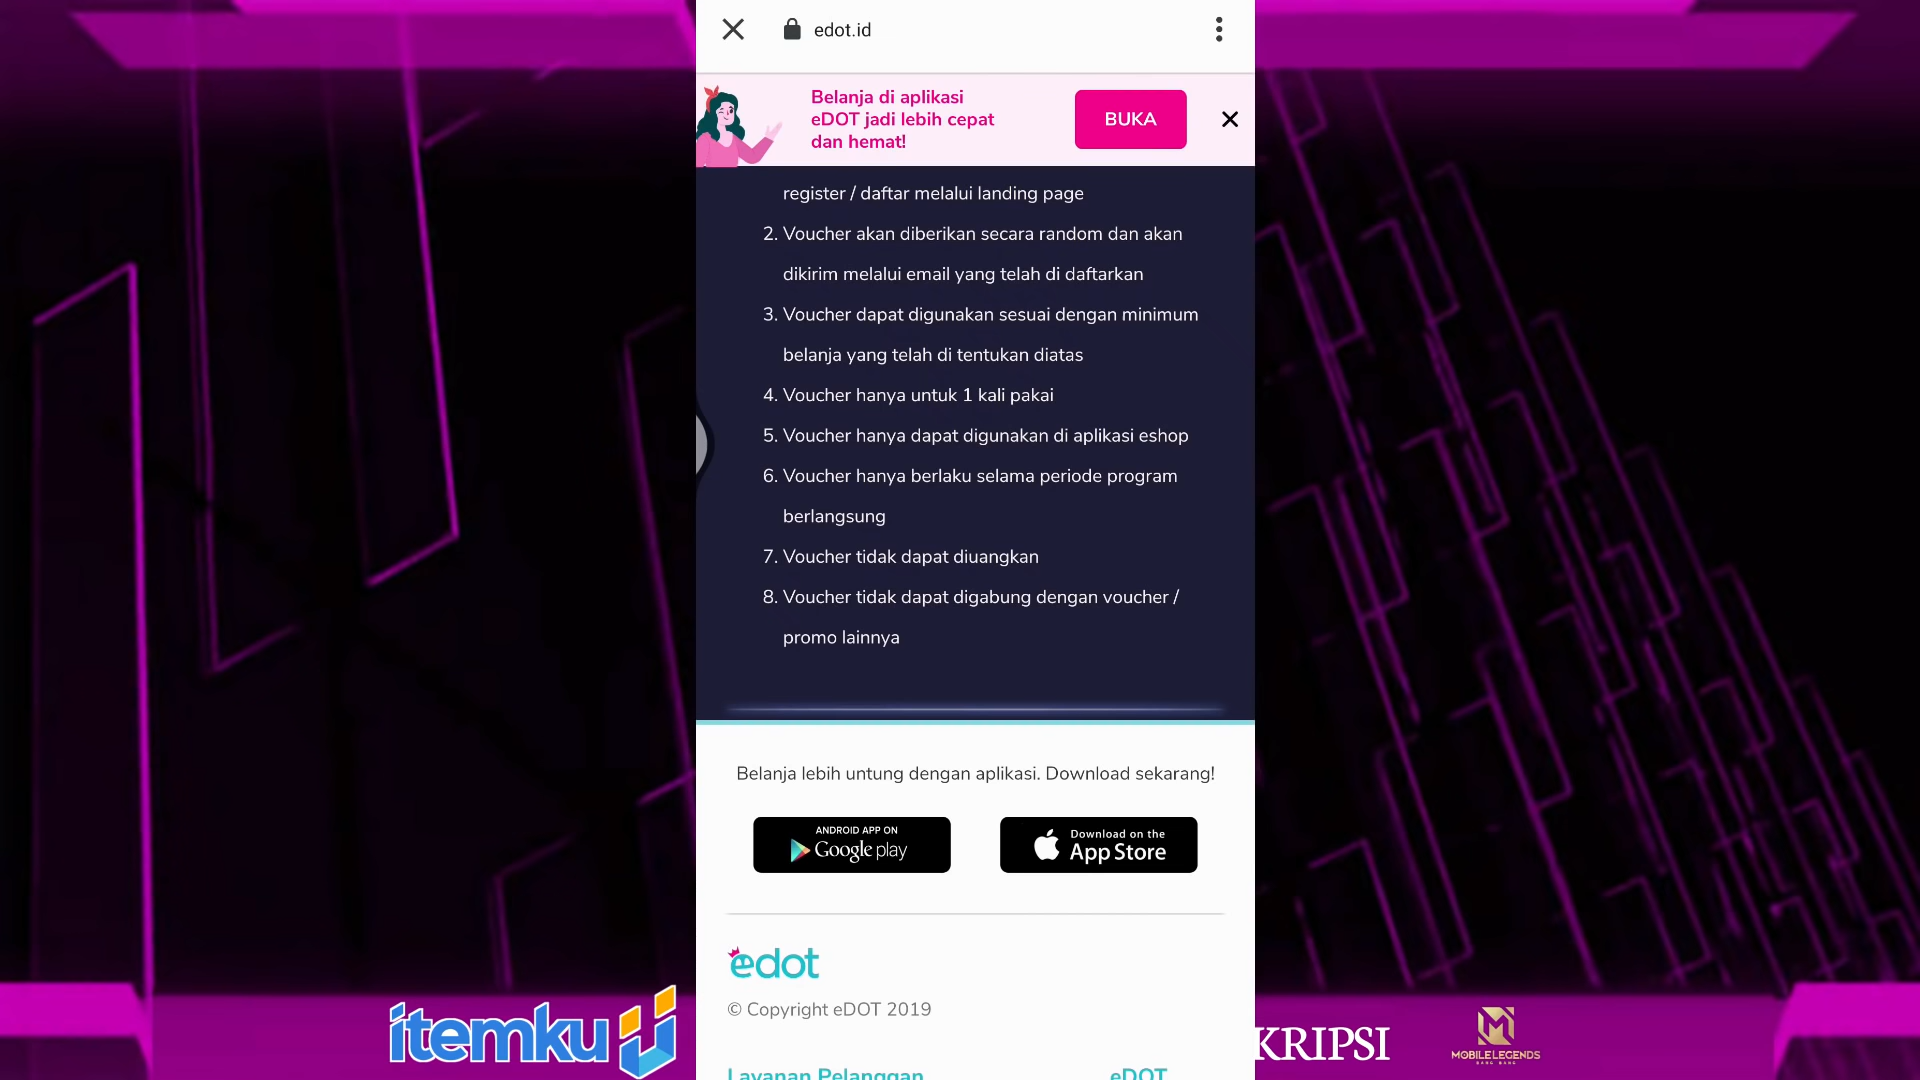 edot.id
Belanja di aplikasi
eDOT jadi lebih cepat
dan hemat!
BUKA
register / daftar melalui landing page
2. Voucher akan diberikan secara random dan akan
dikirim melalui email yang telah di daftarkan
3. Voucher dapat digunakan sesuai dengan minimum
belanja yang telah di tentukan diatas
4. Voucher hanya untuk 1 kali pakai
5. Voucher hanya dapat digunakan di aplikasi eshop
6. Voucher hanya berlaku selama periode program
berlangsung
7. Voucher tidak dapat diuangkan
8. Voucher tidak dapat digabung dengan voucher /
promo lainnya
Belanja lebih untung dengan aplikasi. Download sekarang!
ANDROID APP ON
Google play
Download on the
App Store
edot
© Copyright eDOT 2019
Layanan Pelanggan
eDOT
itemku
KRIPSI
MOBILE LEGENDS
BANG BANG